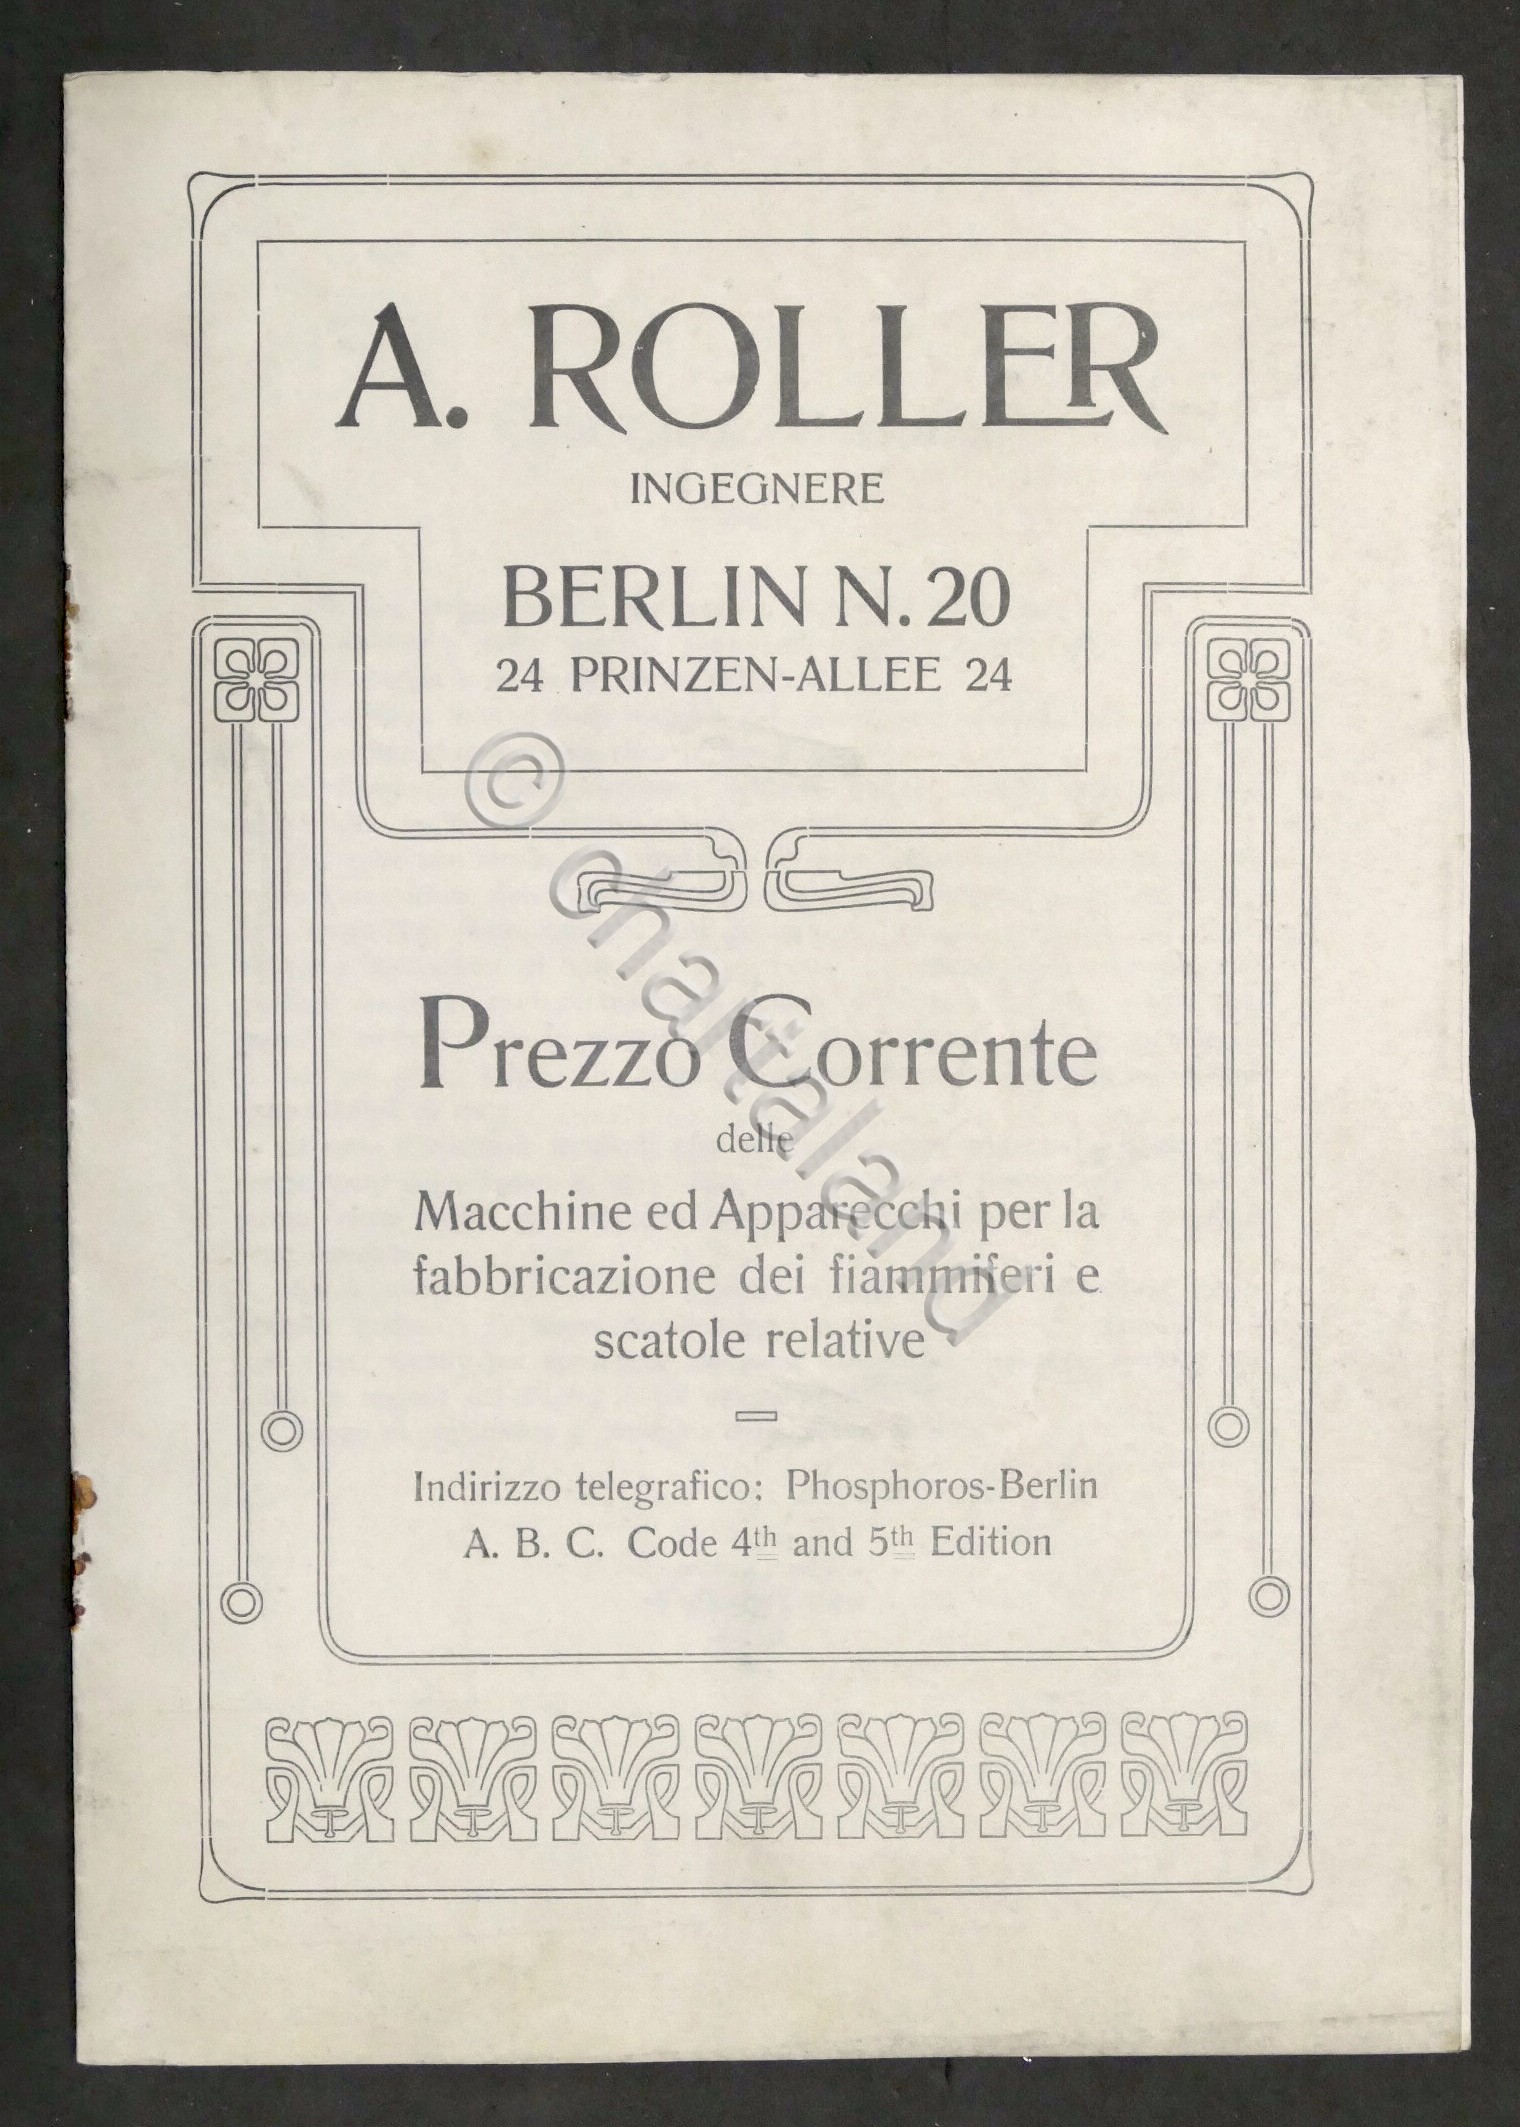 A. ROLLER
INGEGNERE
BERLIN N. 20
24 PRINZEN-ALLEE 24
© chartaland
Prezzo Corrente
delle
Macchine ed Apparecchi per la
fabbricazione dei fiammiferi e
scatole relative
Indirizzo telegrafico: Phosphoros-Berlin
A. B. C. Code 4th and 5th Edition